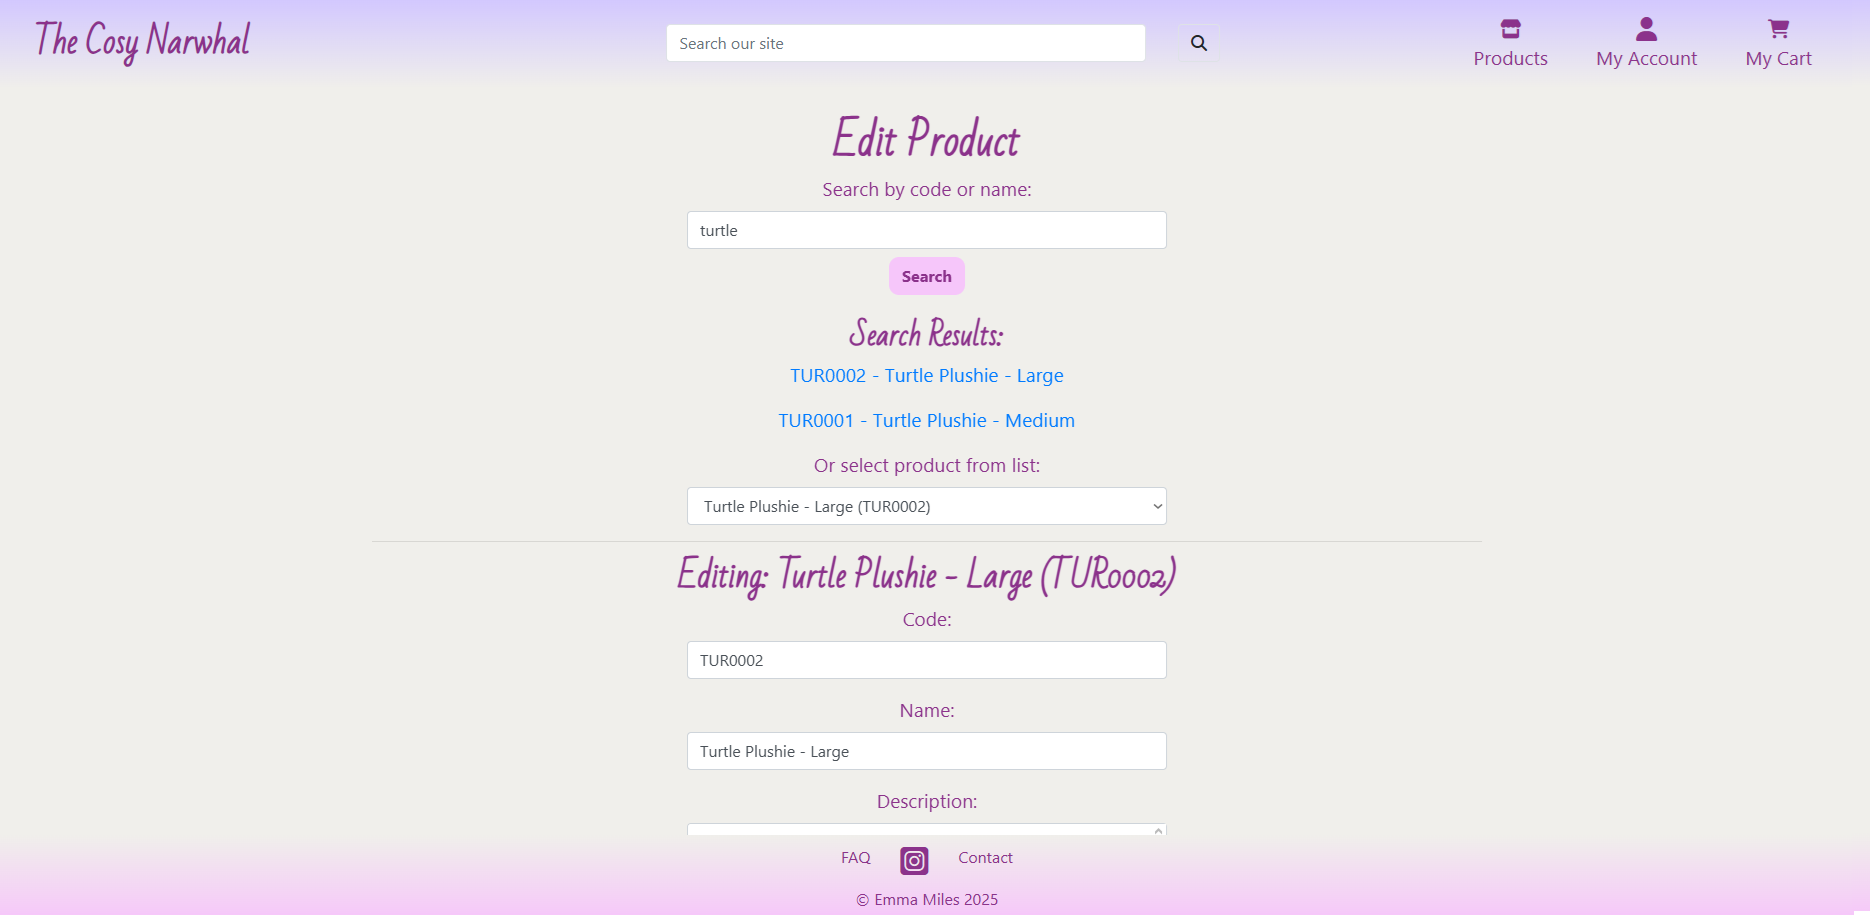 The Cosy Narwhal
Search our site
Products
My Account
My Cart
Edit Product
Search by code or name:
turtle
Search
Search Results:
TUR0002 - Turtle Plushie - Large
TUR0001 - Turtle Plushie - Medium
Or select product from list:
Turtle Plushie - Large (TUR0002)
Editing: Turtle Plushie - Large (TUR0002)
Code:
TUR0002
Name:
Turtle Plushie - Large
Description:
FAQ
Contact
© Emma Miles 2025